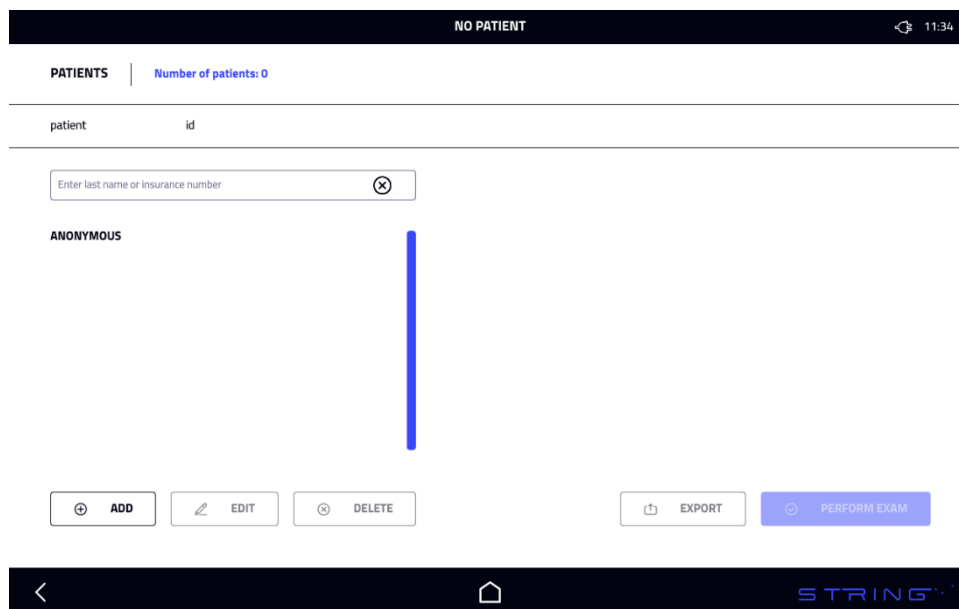 NO PATIENT
11:34
PATIENTS
Number of patients: 0
patient id
Enter last name or insurance number
ANONYMOUS
ADD EDIT DELETE EXPORT PERFORM EXAM
STRING